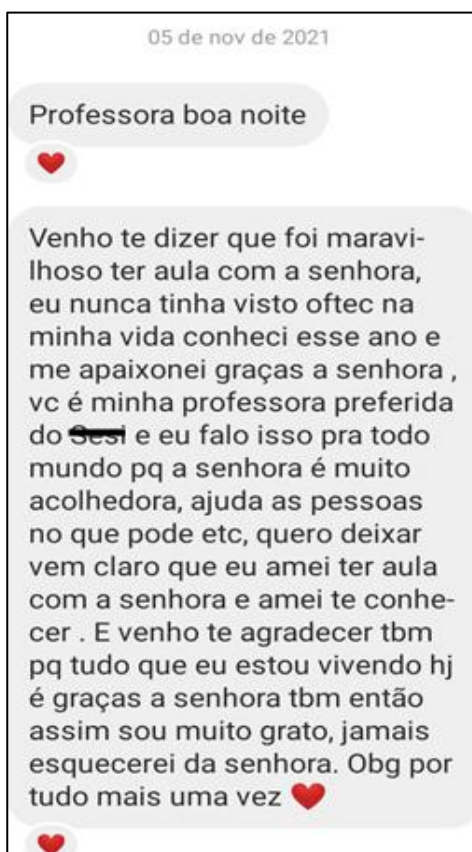 05 de nov de 2021
Professora boa noite
❤️
Venho te dizer que foi maravi-
lhoso ter aula com a senhora,
eu nunca tinha visto oftec na
minha vida conheci esse ano e
me apaixonei graças a senhora ,
vc é minha professora preferida
do Sesi e eu falo isso pra todo
mundo pq a senhora é muito
acolhedora, ajuda as pessoas
no que pode etc, quero deixar
vem claro que eu amei ter aula
com a senhora e amei te conhe-
cer . E venho te agradecer tbm
pq tudo que eu estou vivendo hj
é graças a senhora tbm então
assim sou muito grato, jamais
esquecerei da senhora. Obg por
tudo mais uma vez ❤️
❤️